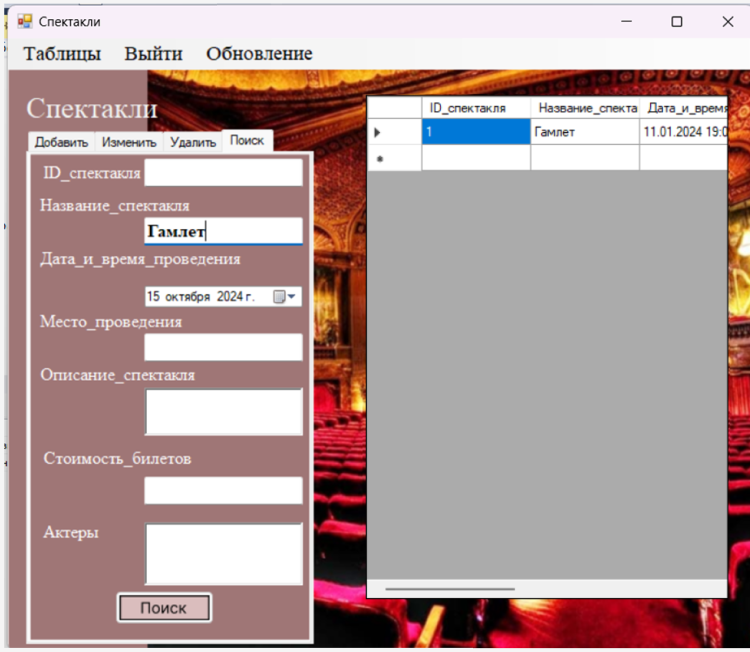 Спектакли
Таблицы Выйти Обновление
Спектакли
Добавить Изменить Удалить Поиск
ID_спектакля
Название_спектакля
Гамлет
Дата_и_время_проведения
15 октября 2024 г.
Место_проведения
Описание_спектакля
Стоимость_билетов
Актеры
Поиск
ID_спектакля Название_спекта Дата_и_время
1 Гамлет 11.01.2024 19:0